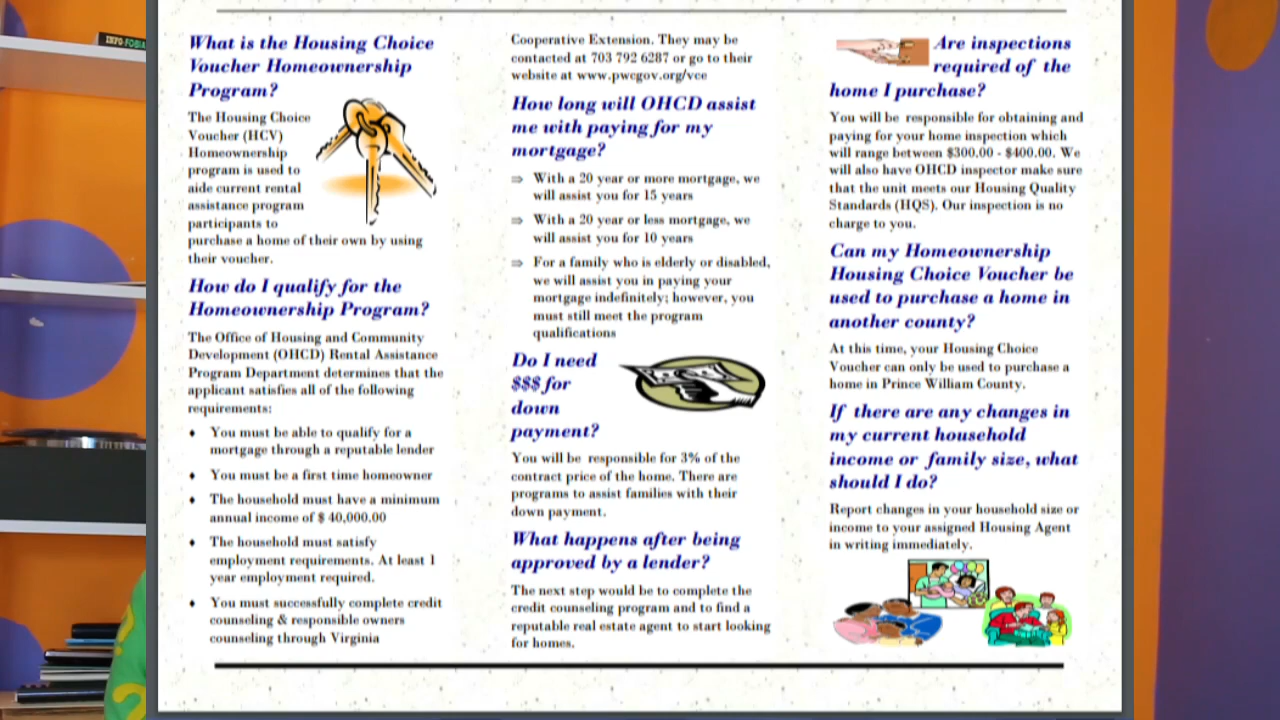 INFO-FOBIA
What is the Housing Choice
Voucher Homeownership
Program?
The Housing Choice
Voucher (HCV)
Homeownership
program is used to
aide current rental
assistance program
participants to
purchase a home of their own by using
their voucher.
How do I qualify for the
Homeownership Program?
The Office of Housing and Community
Development (OHCD) Rental Assistance
Program Department determines that the
applicant satisfies all of the following
requirements:
♦ You must be able to qualify for a
mortgage through a reputable lender
♦ You must be a first time homeowner
♦ The household must have a minimum
annual income of $ 40,000.00
♦ The household must satisfy
employment requirements. At least 1
year employment required.
♦ You must successfully complete credit
counseling & responsible owners
counseling through Virginia
Cooperative Extension. They may be
contacted at 703 792 6287 or go to their
website at www.pwcgov.org/vce
How long will OHCD assist
me with paying for my
mortgage?
⇒ With a 20 year or more mortgage, we
will assist you for 15 years
⇒ With a 20 year or less mortgage, we
will assist you for 10 years
⇒ For a family who is elderly or disabled,
we will assist you in paying your
mortgage indefinitely; however, you
must still meet the program
qualifications
Do I need
$$$ for
down
payment?
You will be responsible for 3% of the
contract price of the home. There are
programs to assist families with their
down payment.
What happens after being
approved by a lender?
The next step would be to complete the
credit counseling program and to find a
reputable real estate agent to start looking
for homes.
Are inspections
required of the
home I purchase?
You will be responsible for obtaining and
paying for your home inspection which
will range between $300.00 - $400.00. We
will also have OHCD inspector make sure
that the unit meets our Housing Quality
Standards (HQS). Our inspection is no
charge to you.
Can my Homeownership
Housing Choice Voucher be
used to purchase a home in
another county?
At this time, your Housing Choice
Voucher can only be used to purchase a
home in Prince William County.
If there are any changes in
my current household
income or family size, what
should I do?
Report changes in your household size or
income to your assigned Housing Agent
in writing immediately.